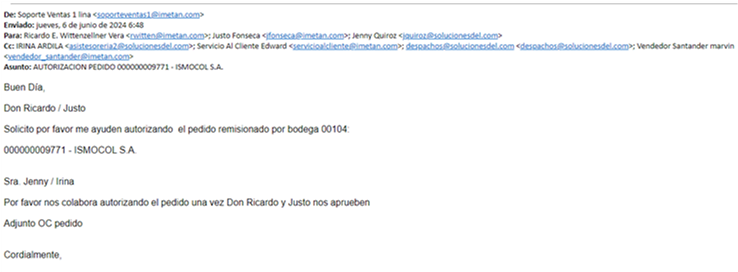 De: Soporte Ventas 1 lina <soporteventas1@imetan.com>
Enviado: jueves, 6 de junio de 2024 6:48
Para: Ricardo E. Wittenzellner Vera <rwitten@imetan.com>; Justo Fonseca <jfonseca@imetan.com>; Jenny Quiroz <jquiroz@solucionesdel.com>
Cc: IRINA ARDILA <asistesoreria2@solucionesdel.com>; Servicio Al Cliente Edward <servicioalcliente@imetan.com>; despachos@solucionesdel.com <despachos@solucionesdel.com>; Vendedor Santander marvin
<vendedor_santander@imetan.com>
Asunto: AUTORIZACION PEDIDO 000000009771 - ISMOCOL S.A.
Buen Día,
Don Ricardo / Justo
Solicito por favor me ayuden autorizando el pedido remisionado por bodega 00104:
000000009771 - ISMOCOL S.A.
Sra. Jenny / Irina
Por favor nos colabora autorizando el pedido una vez Don Ricardo y Justo nos aprueben
Adjunto OC pedido
Cordialmente,